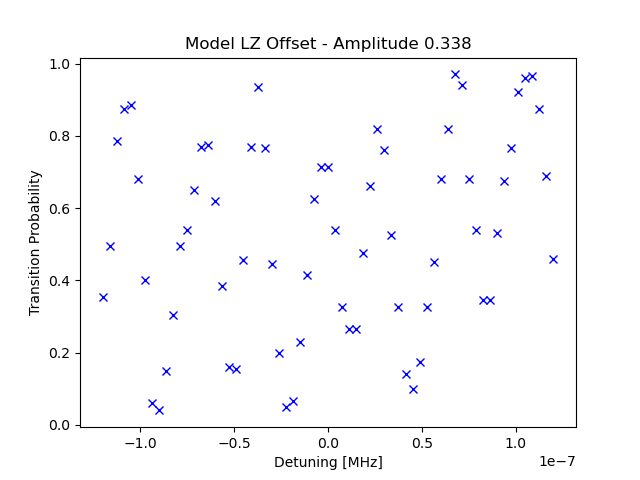 Model LZ Offset - Amplitude 0.338
1.0
0.8
0.6
0.4
0.2
0.0
Transition Probability
−1.0 −0.5 0.0 0.5 1.0
1e−7
Detuning [MHz]